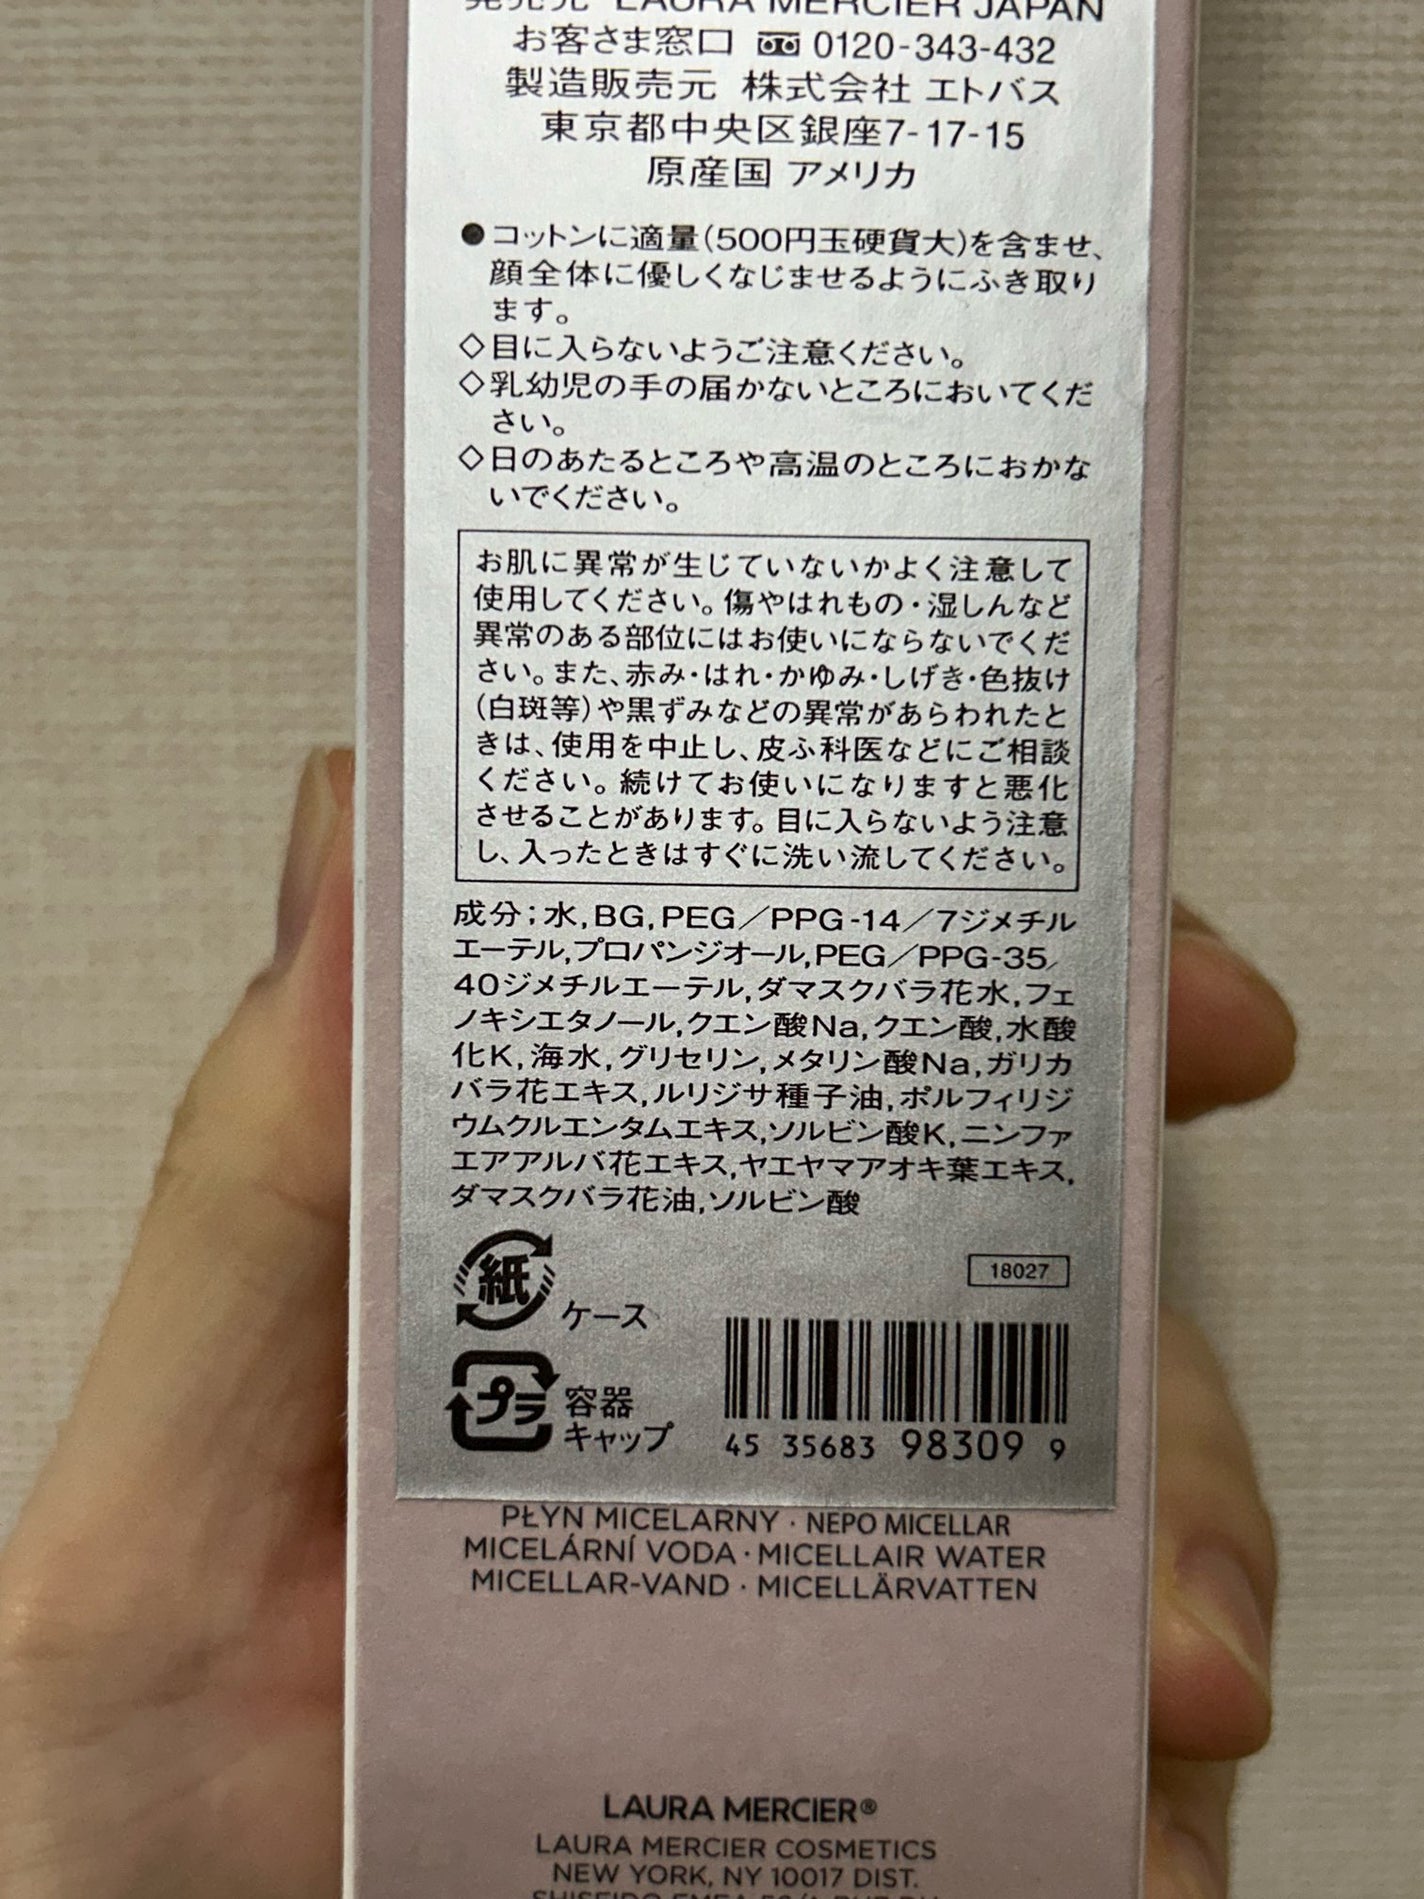 発売元 LAURA MERCIER JAPAN
お客さま窓口 0120-343-432
製造販売元 株式会社 エトバス
東京都中央区銀座7-17-15
原産国 アメリカ
●コットンに適量(500円玉硬貨大)を含ませ、
顔全体に優しくなじませるようにふき取り
ます。
◇目に入らないようご注意ください。
◇乳幼児の手の届かないところにおいてくだ
さい。
◇日のあたるところや高温のところにおかな
いでください。
お肌に異常が生じていないかよく注意して
使用してください。傷やはれもの・湿しんなど
異常のある部位にはお使いにならないでくだ
さい。また、赤み・はれ・かゆみ・しげき・色抜け
(白斑等)や黒ずみなどの異常があらわれたと
きは、使用を中止し、皮ふ科医などにご相談
ください。続けてお使いになりますと悪化
させることがあります。目に入らないよう注意
し、入ったときはすぐに洗い流してください。
成分;水,BG,PEG/PPG-14/7ジメチル
エーテル,プロパンジオール,PEG/PPG-35/
40ジメチルエーテル,ダマスクバラ花水,フェ
ノキシエタノール,クエン酸Na,クエン酸,水酸
化K,海水,グリセリン,メタリン酸Na,ガリカ
バラ花エキス,ルリジサ種子油,ポルフィリジ
ウムクルエンタムエキス,ソルビン酸K,ニンファ
エアアルバ花エキス,ヤエヤマアオキ葉エキス,
ダマスクバラ花油,ソルビン酸
紙 ケース
18027
プラ 容器
キャップ
45 35683 98309 9
PŁYN MICELARNY · NEPO MICELLAR
MICELÁRNÍ VODA · MICELLAIR WATER
MICELLAR-VAND · MICELLÄRVATTEN
LAURA MERCIER®
LAURA MERCIER COSMETICS
NEW YORK, NY 10017 DIST.
SHISEIDO EMEA